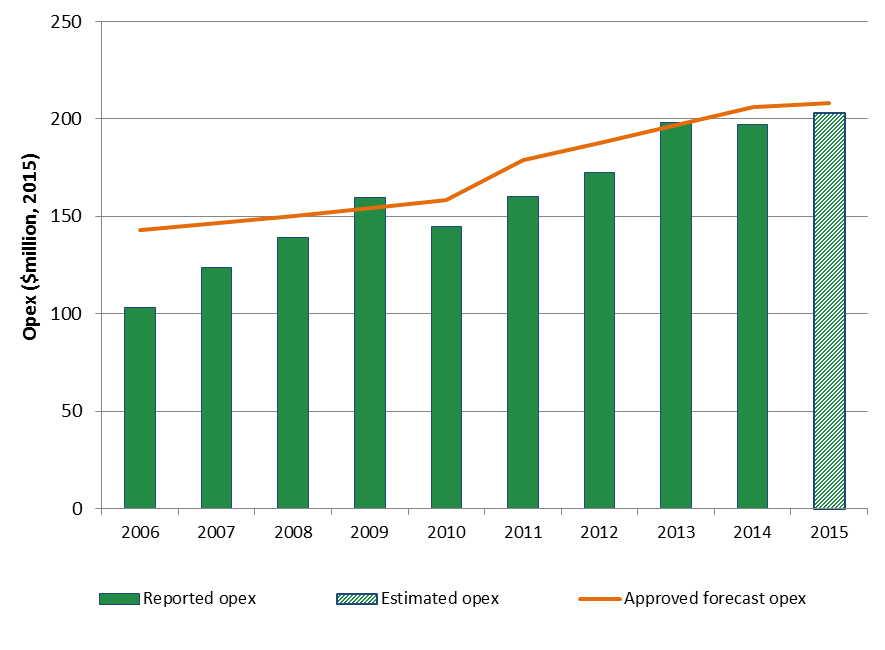 250
200
150
100
50
0
Opex ($million, 2015)
2006 2007 2008 2009 2010 2011 2012 2013 2014 2015
Reported opex Estimated opex Approved forecast opex